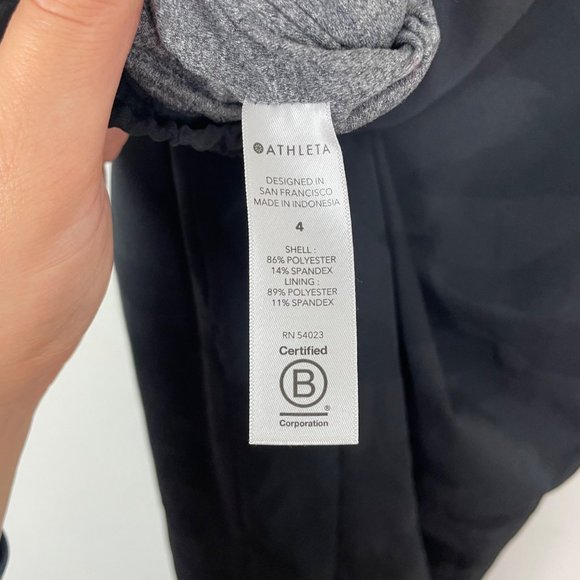 ATHLETA
DESIGNED IN
SAN FRANCISCO
MADE IN INDONESIA
4
SHELL :
86% POLYESTER
14% SPANDEX
LINING :
89% POLYESTER
11% SPANDEX
RN 54023
Certified
B
®
Corporation